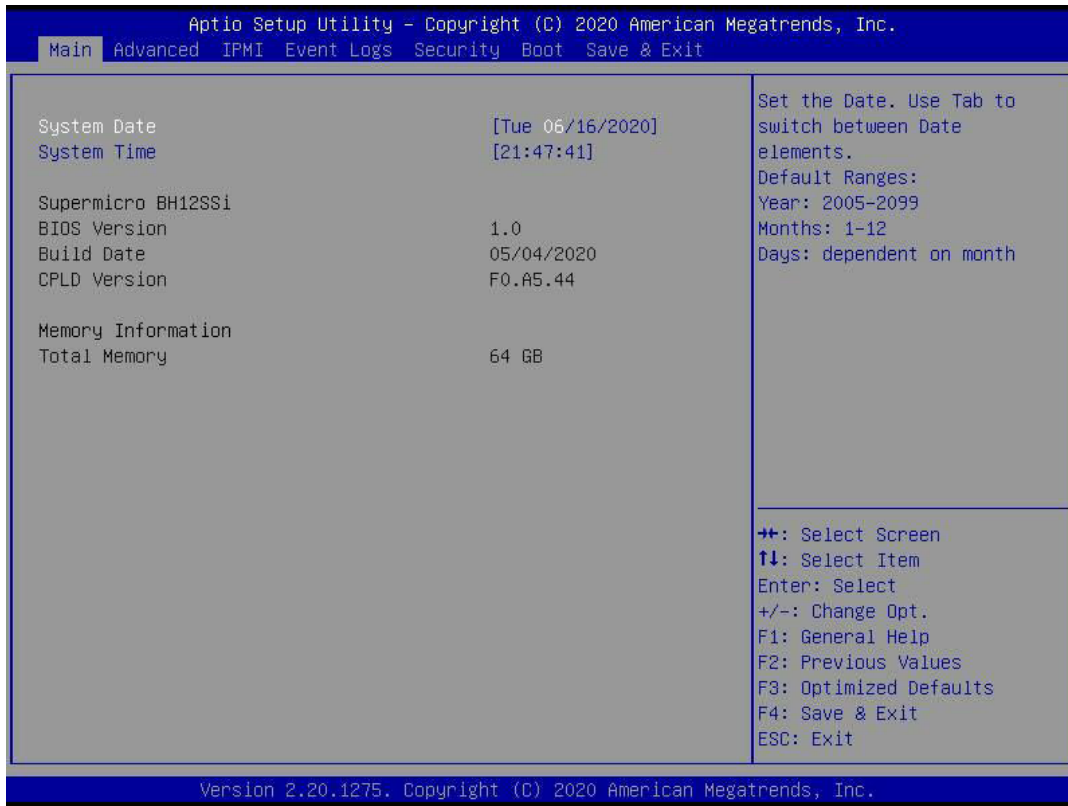 Aptio Setup Utility – Copyright (C) 2020 American Megatrends, Inc.
Main Advanced IPMI Event Logs Security Boot Save & Exit
System Date [Tue 06/16/2020]
System Time [21:47:41]
Supermicro BH12SSi
BIOS Version 1.0
Build Date 05/04/2020
CPLD Version F0.A5.44
Memory Information
Total Memory 64 GB
Set the Date. Use Tab to
switch between Date
elements.
Default Ranges:
Year: 2005-2099
Months: 1-12
Days: dependent on month
→←: Select Screen
↑↓: Select Item
Enter: Select
+/-: Change Opt.
F1: General Help
F2: Previous Values
F3: Optimized Defaults
F4: Save & Exit
ESC: Exit
Version 2.20.1275. Copyright (C) 2020 American Megatrends, Inc.